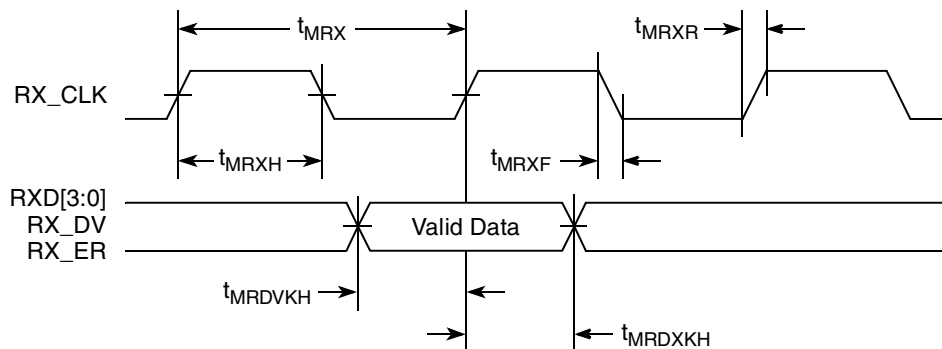 tMRX
tMRXR
RX_CLK
tMRXH
tMRXF
RXD[3:0]
RX_DV
Valid Data
RX_ER
tMRDVKH
tMRDXKH